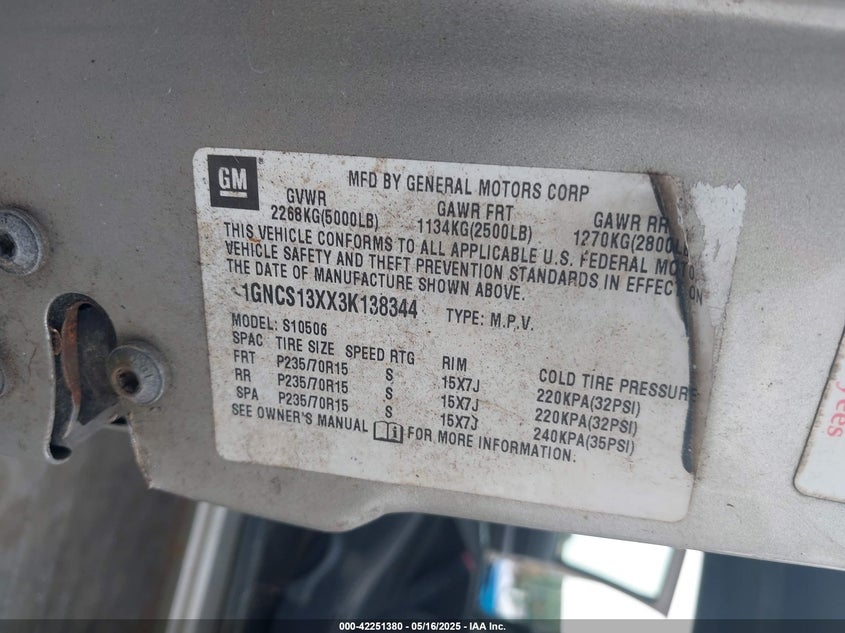 GM
MFD BY GENERAL MOTORS CORP
GVWR GAWR FRT GAWR RR
2268KG(5000LB) 1134KG(2500LB) 1270KG(2800L
THIS VEHICLE CONFORMS TO ALL APPLICABLE U.S. FEDERAL MOTO
VEHICLE SAFETY AND THEFT PREVENTION STANDARDS IN EFFECT
THE DATE OF MANUFACTURE SHOWN ABOVE.
1GNCS13XX3K138344 TYPE: M.P.V.
MODEL: S10506
SPAC TIRE SIZE SPEED RTG RIM COLD TIRE PRESSURE
FRT P235/70R15 S 15X7J 220KPA(32PSI)
RR P235/70R15 S 15X7J 220KPA(32PSI)
SPA P235/70R15 S 15X7J 240KPA(35PSI)
SEE OWNER'S MANUAL FOR MORE INFORMATION.
000-42251380 - 05/16/2025 - IAA Inc.